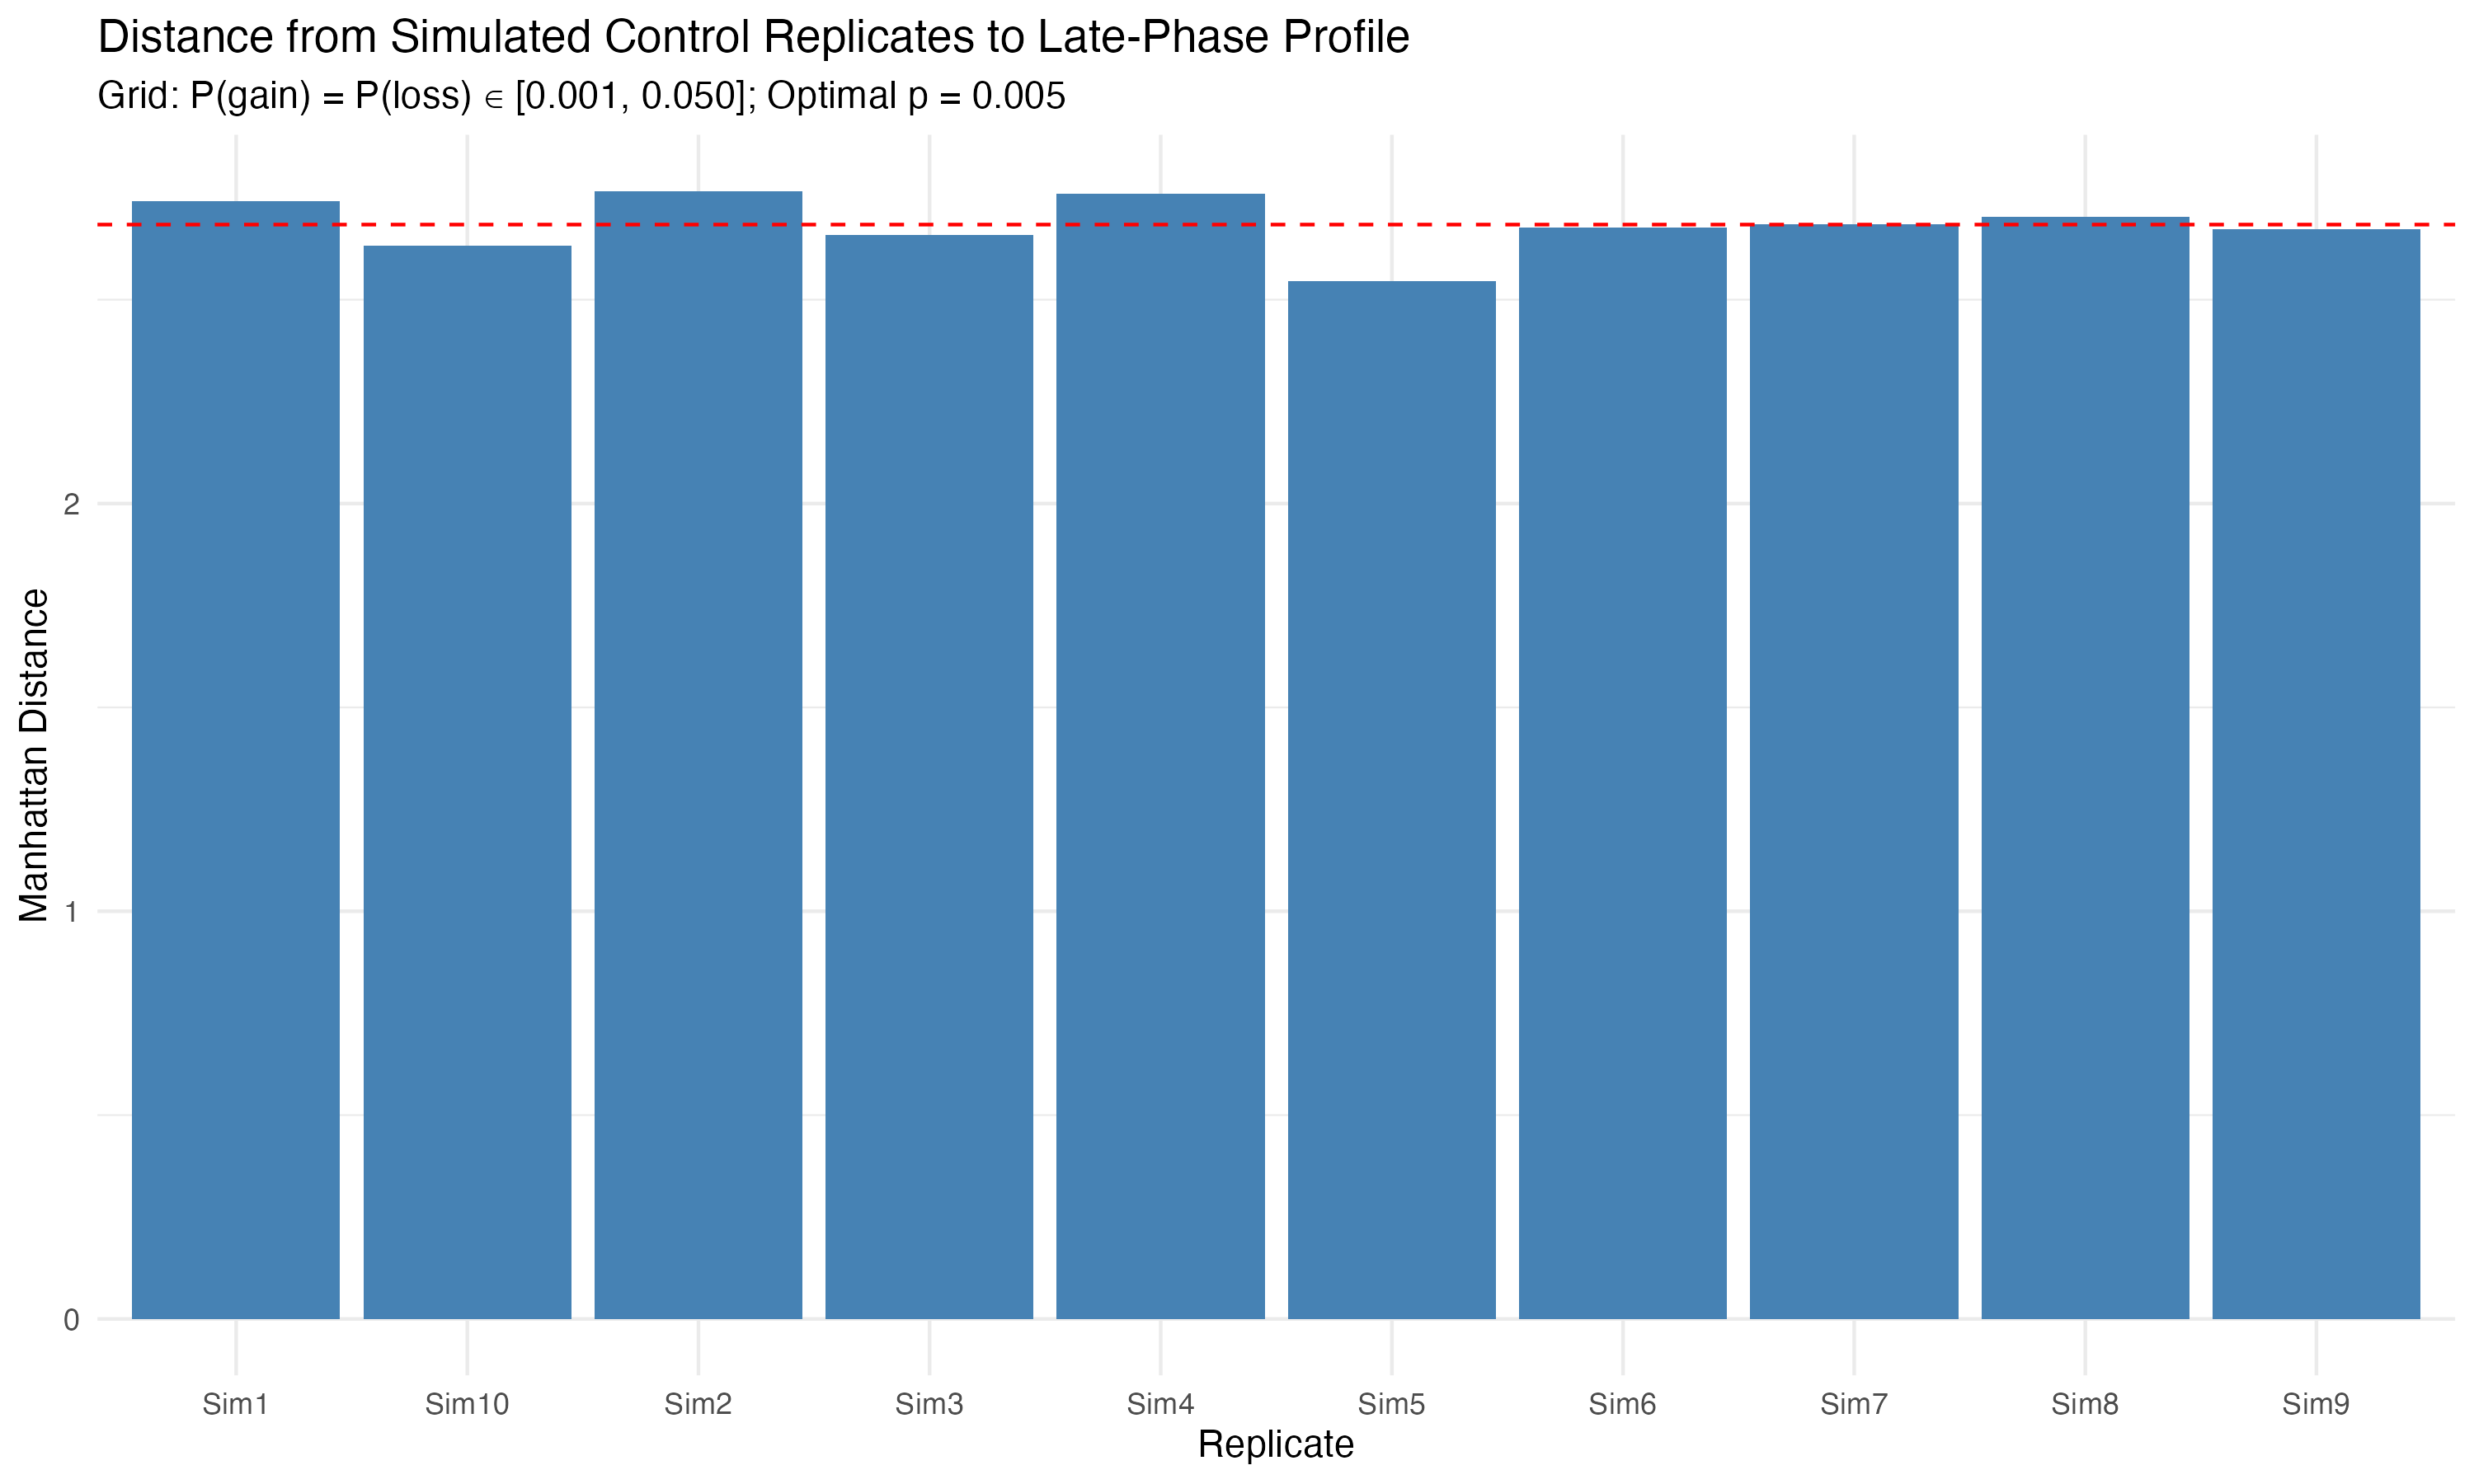 Distance from Simulated Control Replicates to Late-Phase Profile
Grid: P(gain) = P(loss) ∈ [0.001, 0.050]; Optimal p = 0.005
Manhattan Distance
2
1
0
Sim1 Sim10 Sim2 Sim3 Sim4 Sim5 Sim6 Sim7 Sim8 Sim9
Replicate